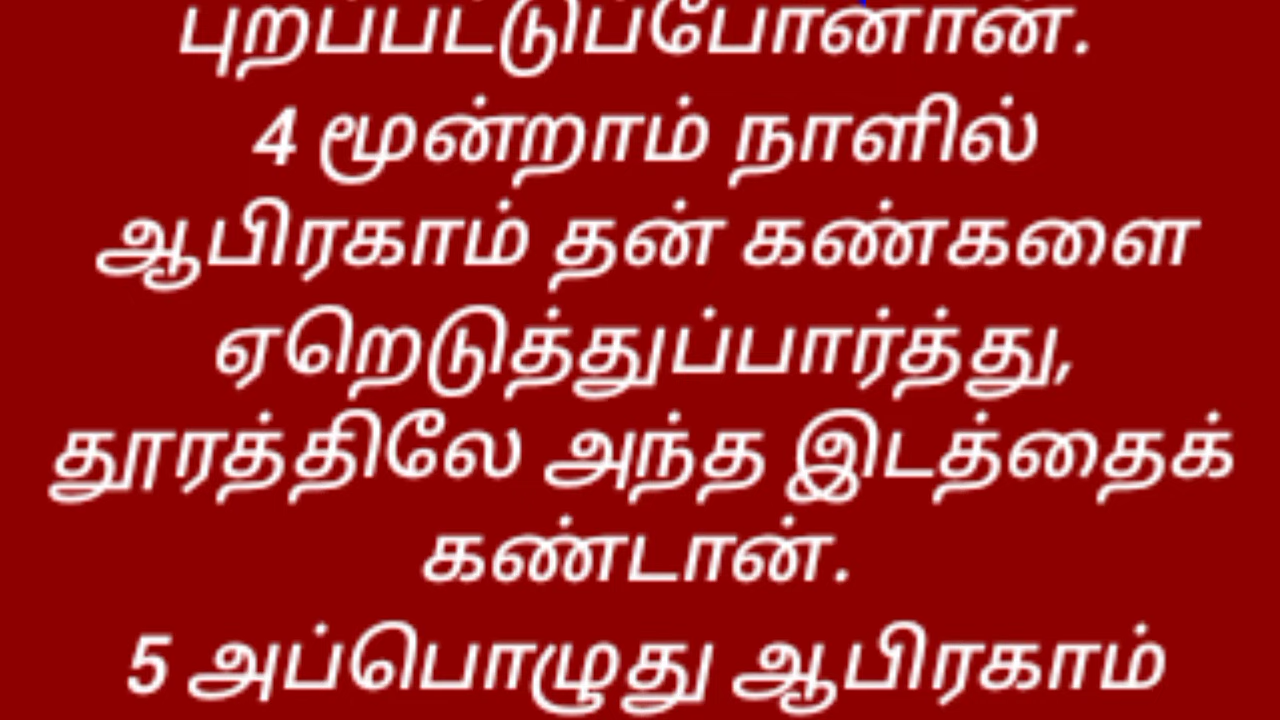 புறப்பட்டுப்போனான்.
4 மூன்றாம் நாளில்
ஆபிரகாம் தன் கண்களை
ஏறெடுத்துப்பார்த்து,
தூரத்திலே அந்த இடத்தைக்
கண்டான்.
5 அப்பொழுது ஆபிரகாம்